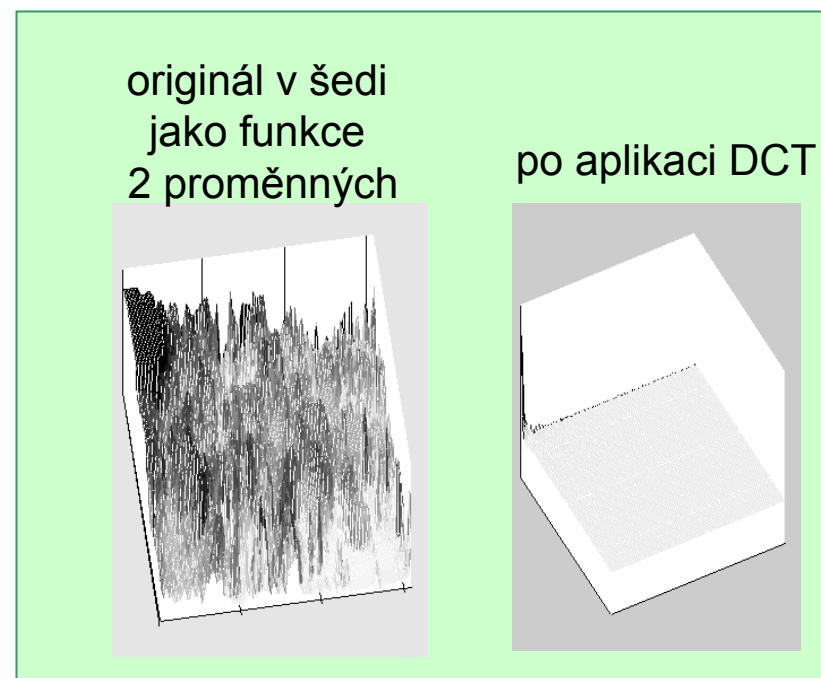 originál v šedi
jako funkce
2 proměnných
po aplikaci DCT